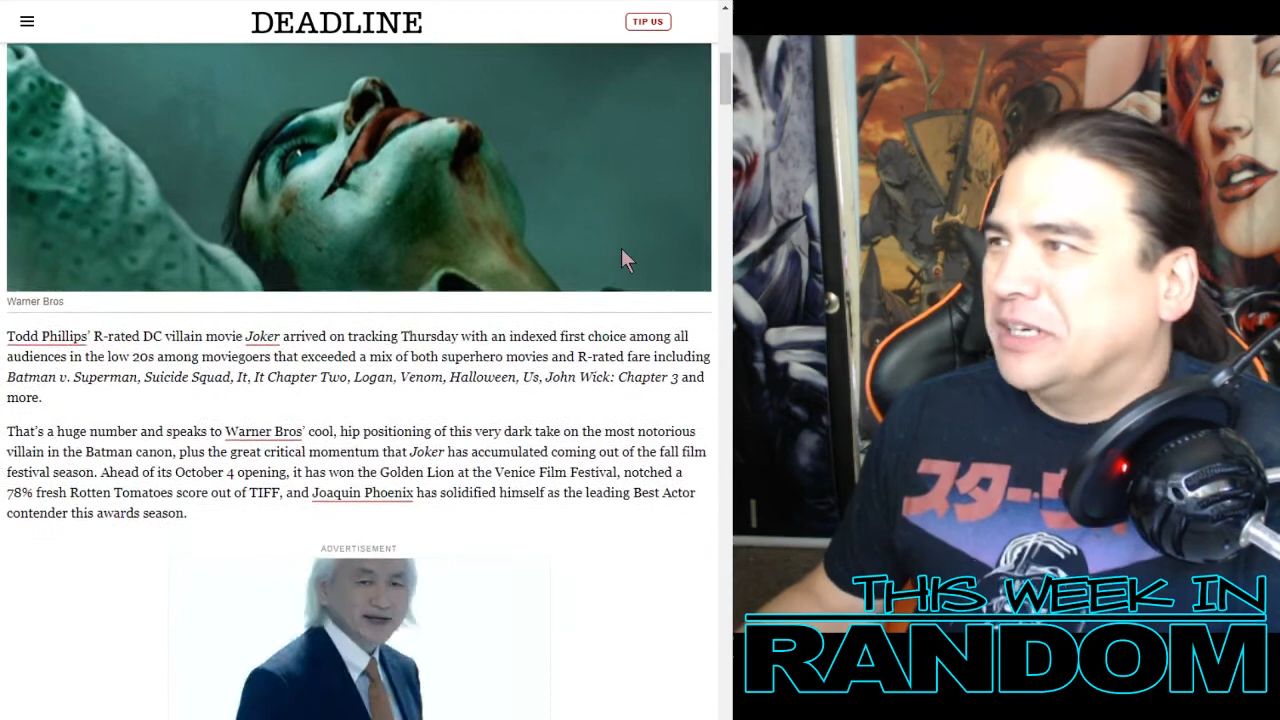 DEADLINE
TIP US
Warner Bros
Todd Phillips’ R-rated DC villain movie Joker arrived on tracking Thursday with an indexed first choice among all
audiences in the low 20s among moviegoers that exceeded a mix of both superhero movies and R-rated fare including
Batman v. Superman, Suicide Squad, It, It Chapter Two, Logan, Venom, Halloween, Us, John Wick: Chapter 3 and
more.
That’s a huge number and speaks to Warner Bros’ cool, hip positioning of this very dark take on the most notorious
villain in the Batman canon, plus the great critical momentum that Joker has accumulated coming out of the fall film
festival season. Ahead of its October 4 opening, it has won the Golden Lion at the Venice Film Festival, notched a
78% fresh Rotten Tomatoes score out of TIFF, and Joaquin Phoenix has solidified himself as the leading Best Actor
contender this awards season.
ADVERTISEMENT
スター・
THIS WEEK IN
RANDOM